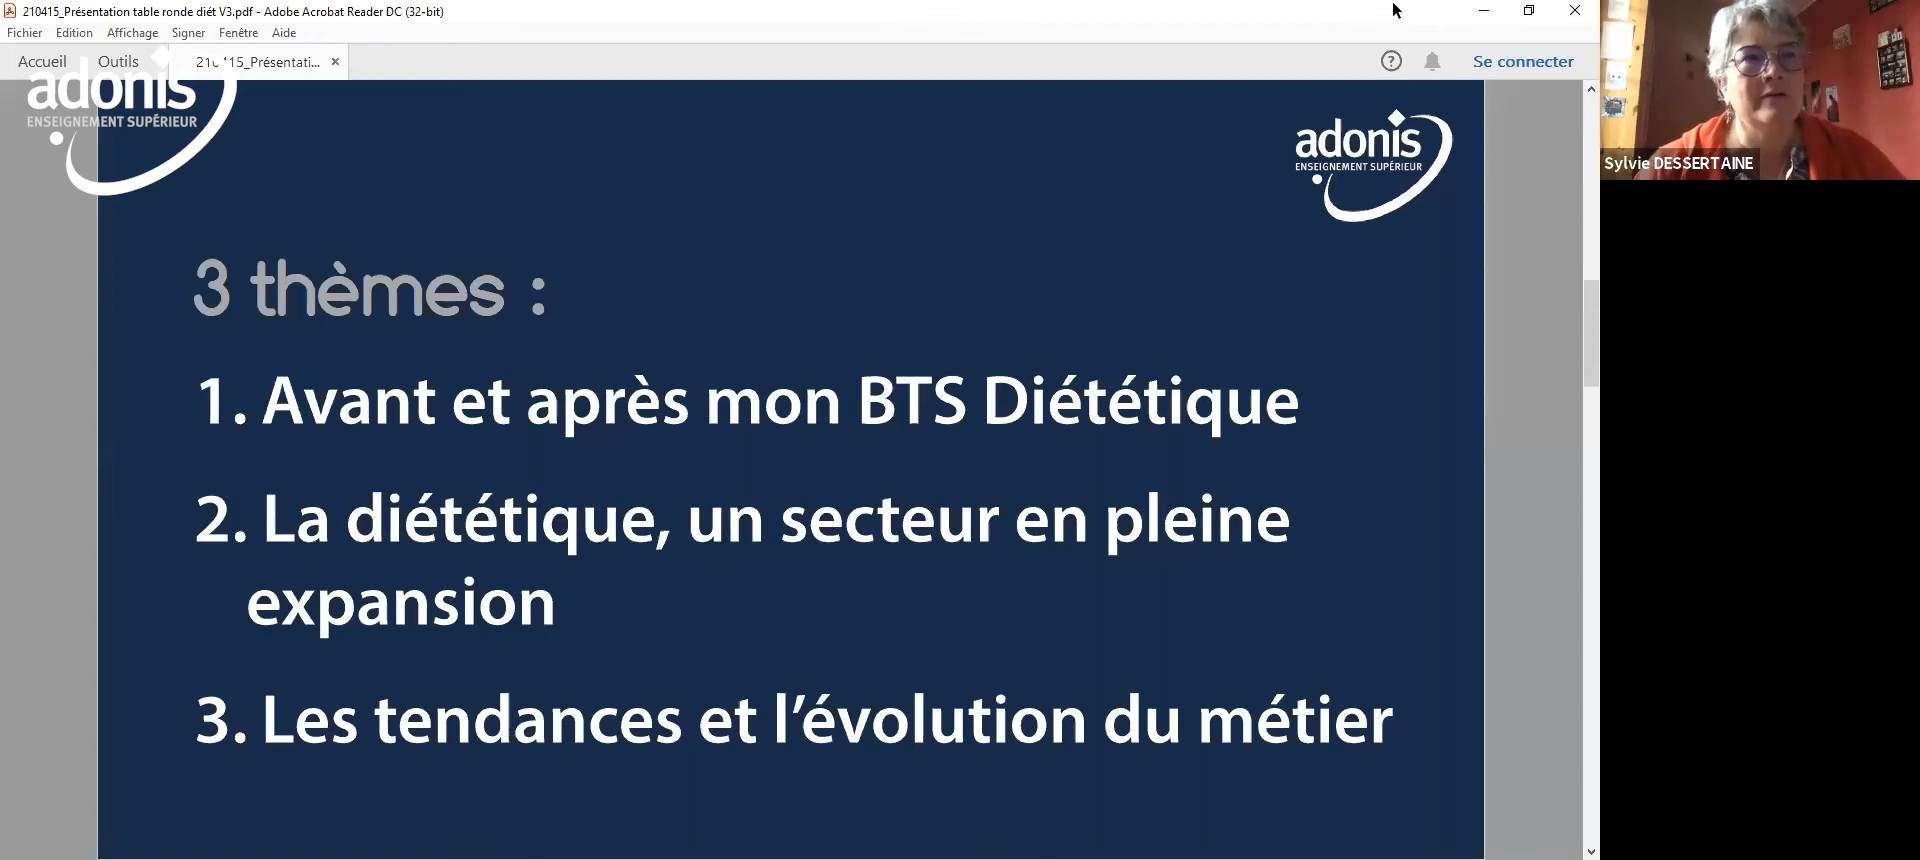 210415_Présentation table ronde diét V3.pdf - Adobe Acrobat Reader DC (32-bit)
Fichier Edition Affichage Signer Fenêtre Aide
Accueil Outils 210415_Présentati... × ? Se connecter
adonis
ENSEIGNEMENT SUPÉRIEUR
adonis
ENSEIGNEMENT SUPÉRIEUR
Sylvie DESSERTAINE
3 thèmes :
1. Avant et après mon BTS Diététique
2. La diététique, un secteur en pleine
expansion
3. Les tendances et l’évolution du métier